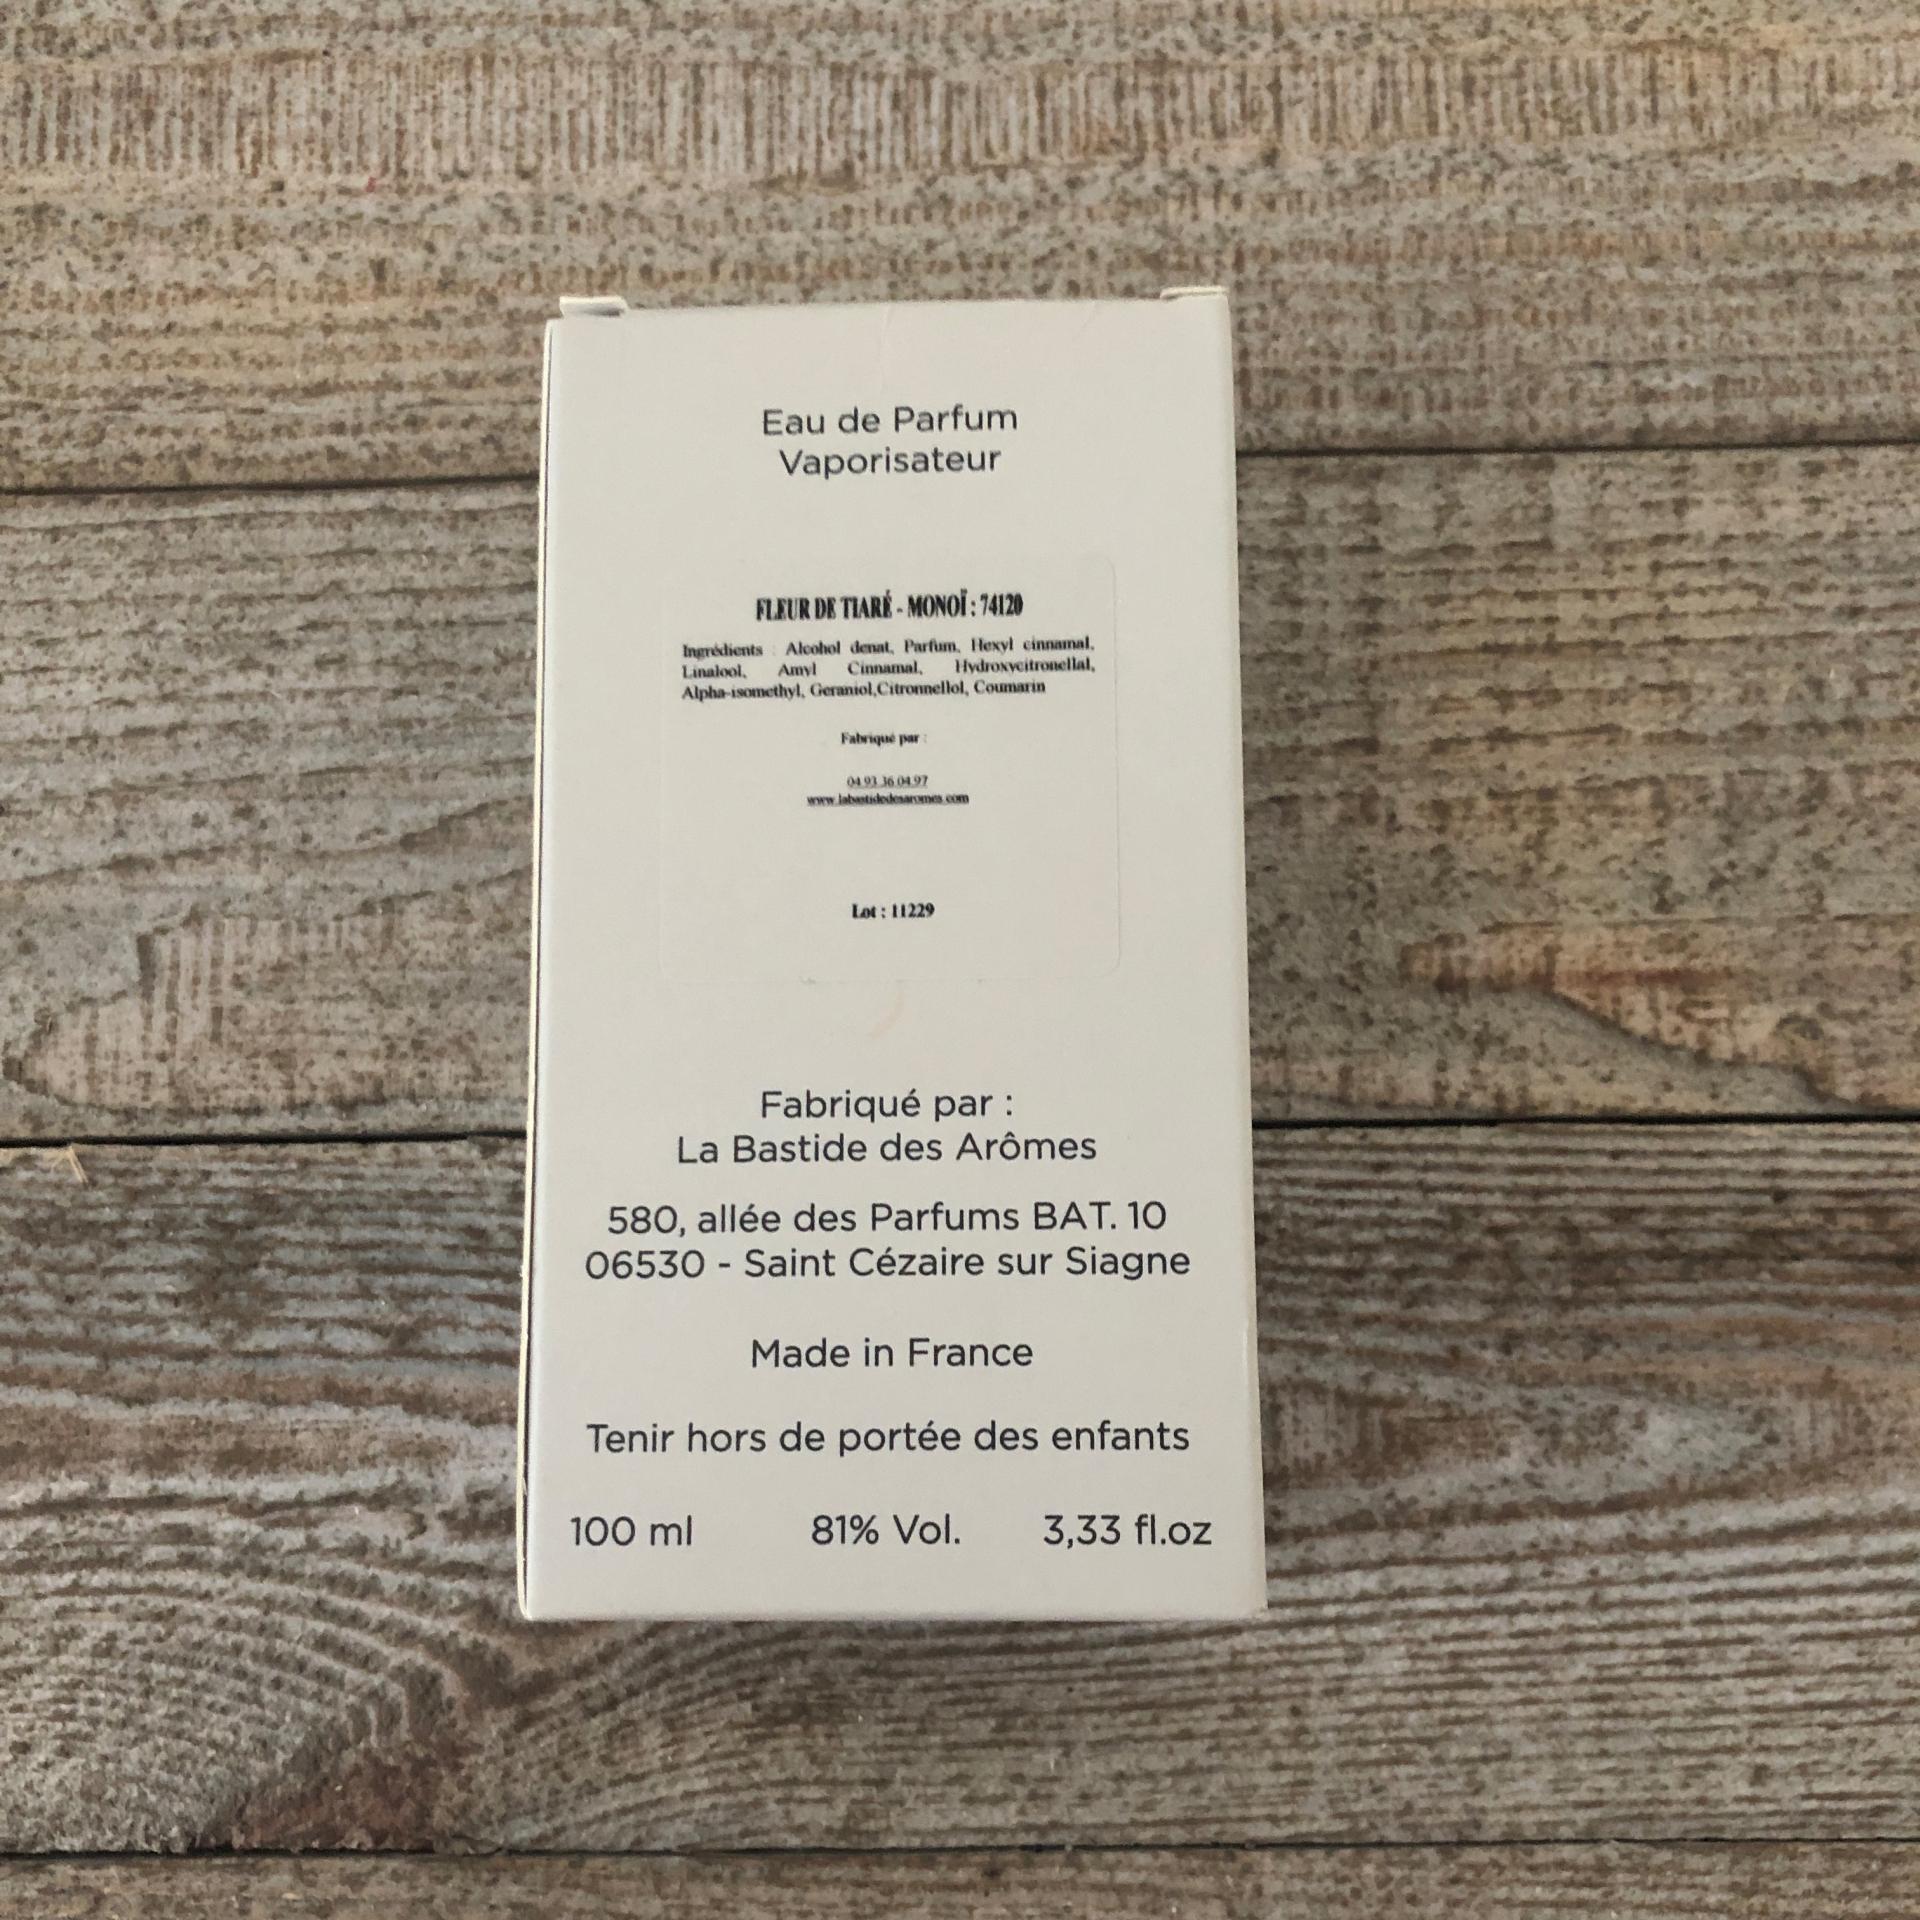 Eau de Parfum
Vaporisateur
FLEUR DE TIARÉ - MONOÏ : 74120
Ingrédients : Alcohol denat, Parfum, Hexyl cinnamal,
Linalool, Amyl Cinnamal, Hydroxycitronellal,
Alpha-isomethyl, Geraniol,Citronnellol, Coumarin
Fabriqué par :
04.93.36.04.97
www.labastidedesaromes.com
Lot : 11229
Fabriqué par :
La Bastide des Arômes
580, allée des Parfums BAT. 10
06530 - Saint Cézaire sur Siagne
Made in France
Tenir hors de portée des enfants
100 ml 81% Vol. 3,33 fl.oz